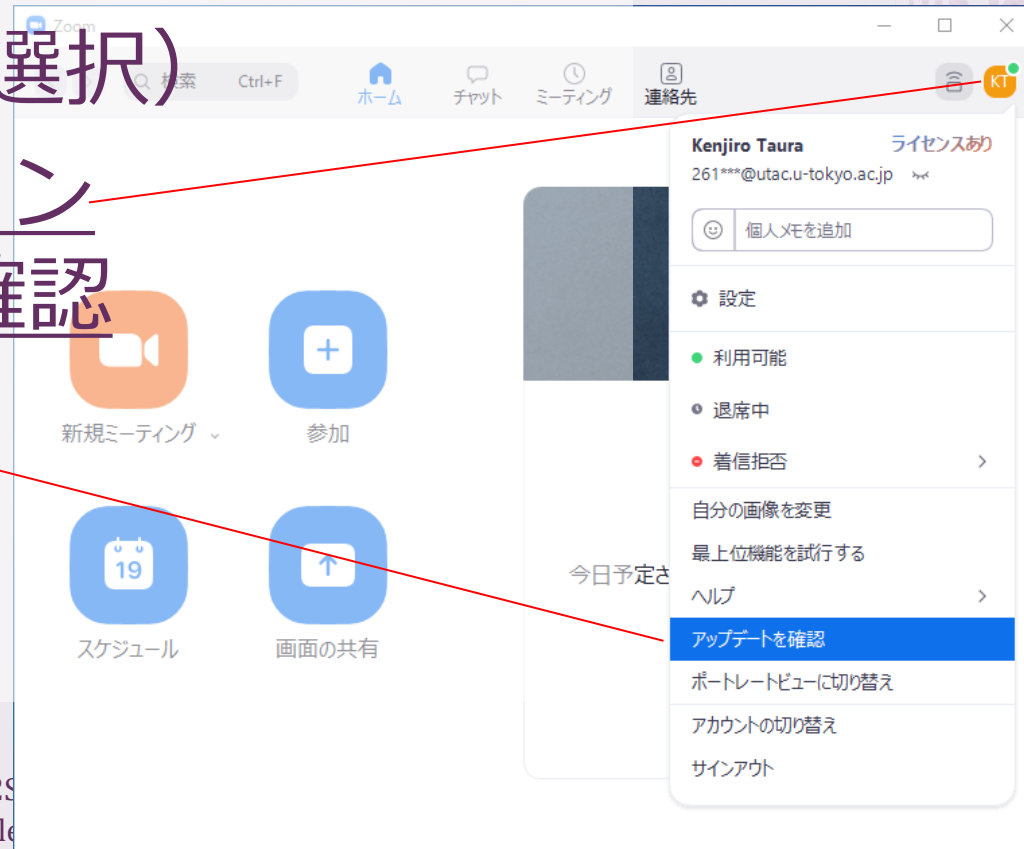 Zoom
選択）
検索 Ctrl+F
ホーム
チャット
ミーティング
連絡先
KT
ン
確認
Kenjiro Taura ライセンスあり
261***@utac.u-tokyo.ac.jp
個人メモを追加
設定
利用可能
退席中
着信拒否
自分の画像を変更
最上位機能を試行する
ヘルプ
アップデートを確認
ポートレートビューに切り替え
アカウントの切り替え
サインアウト
新規ミーティング
参加
19
スケジュール
画面の共有
今日予定さ